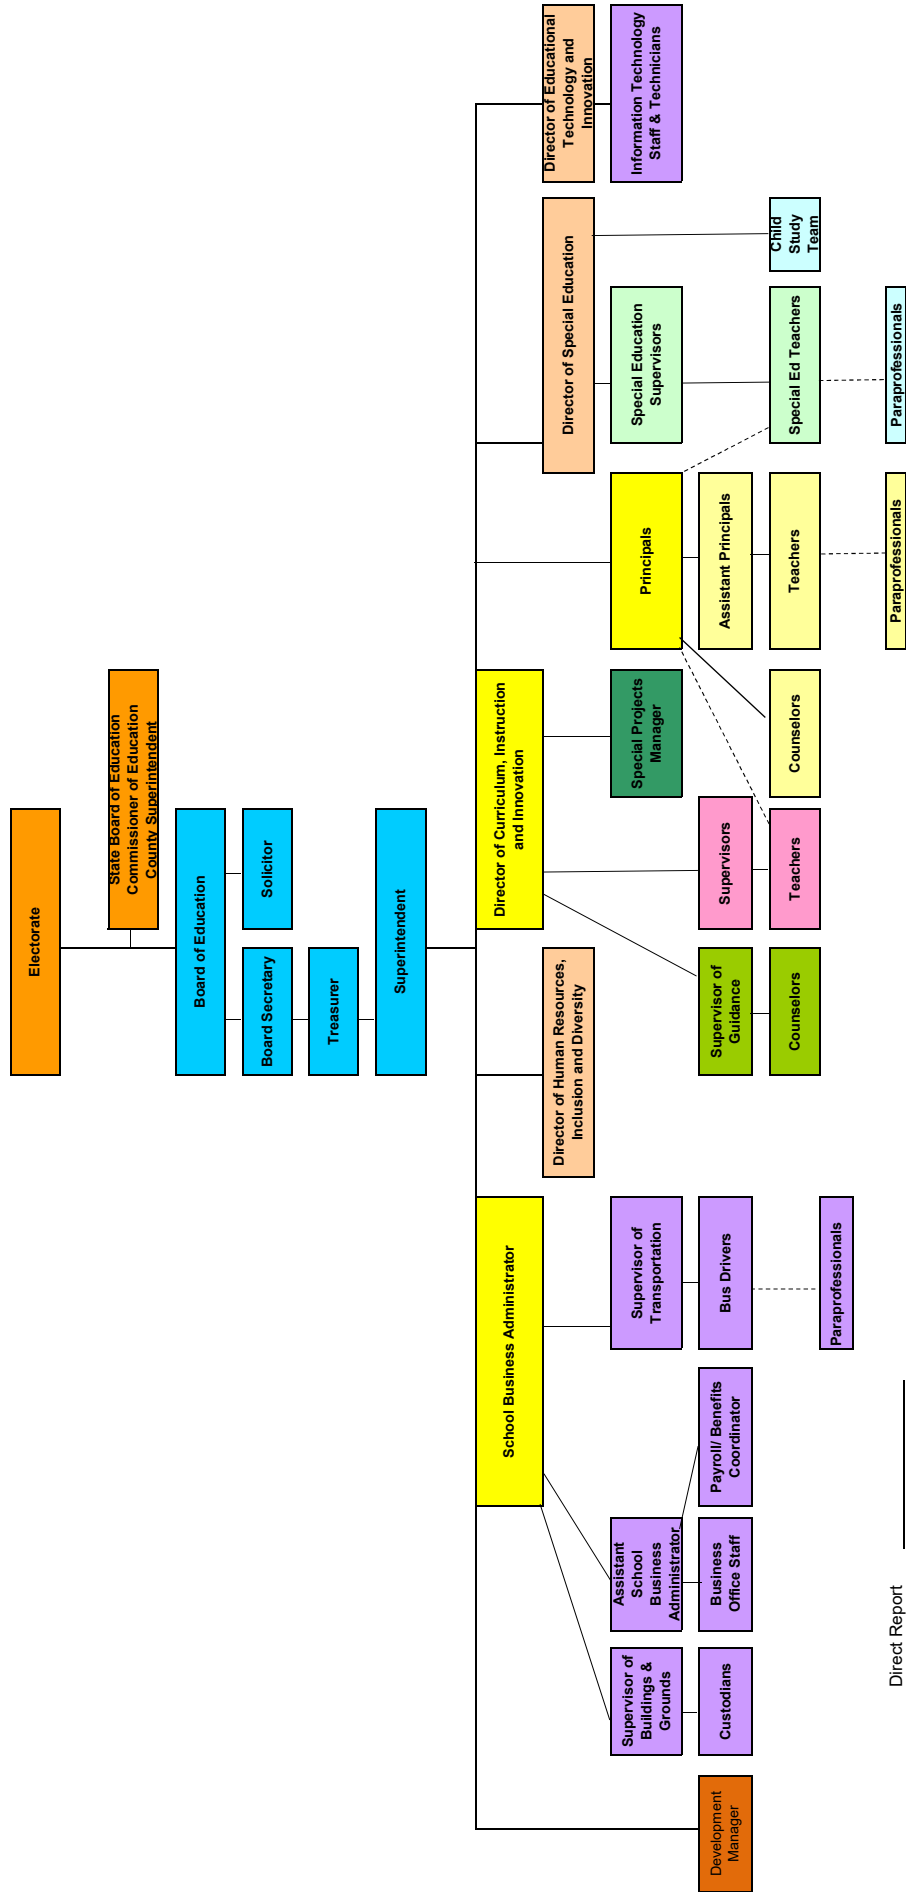 Electorate
State Board of Education
Commissioner of Education
County Superintendent
Board of Education
Board Secretary
Solicitor
Treasurer
Superintendent
School Business Administrator
Director of Curriculum, Instruction
and Innovation
Director of Human Resources,
Inclusion and Diversity
Director of Special Education
Director of Educational
Technology and
Innovation
Supervisor of
Buildings &
Grounds
Assistant
School
Business
Administrator
Supervisor of
Transportation
Special Projects
Manager
Principals
Special Education
Supervisors
Information Technology
Staff & Technicians
Development
Manager
Custodians
Business
Office Staff
Payroll/ Benefits
Coordinator
Bus Drivers
Supervisor of
Guidance
Supervisors
Assistant Principals
Counselors
Teachers
Counselors
Teachers
Special Ed Teachers
Child
Study
Team
Paraprofessionals
Paraprofessionals
Paraprofessionals
Direct Report